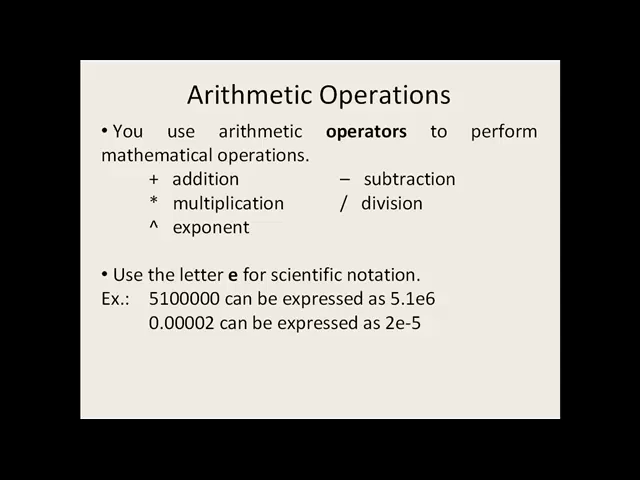 Arithmetic Operations
• You use arithmetic operators to perform
mathematical operations.
+ addition – subtraction
* multiplication / division
^ exponent
• Use the letter e for scientific notation.
Ex.: 5100000 can be expressed as 5.1e6
0.00002 can be expressed as 2e-5